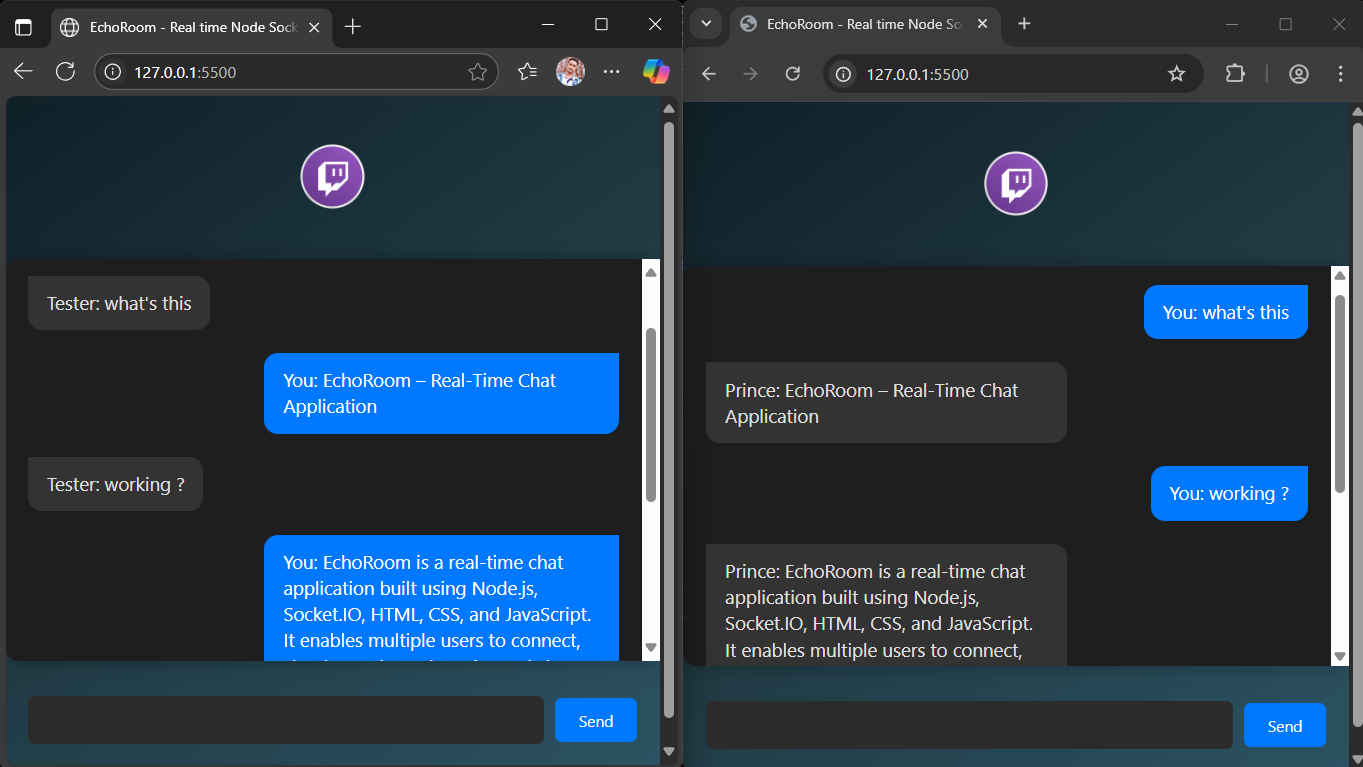 EchoRoom - Real time Node Sock
127.0.0.1:5500
Tester: what's this
You: EchoRoom – Real-Time Chat
Application
Tester: working ?
You: EchoRoom is a real-time chat
application built using Node.js,
Socket.IO, HTML, CSS, and JavaScript.
It enables multiple users to connect,
Send
EchoRoom - Real time Node So
127.0.0.1:5500
You: what's this
Prince: EchoRoom – Real-Time Chat
Application
You: working ?
Prince: EchoRoom is a real-time chat
application built using Node.js,
Socket.IO, HTML, CSS, and JavaScript.
It enables multiple users to connect,
Send